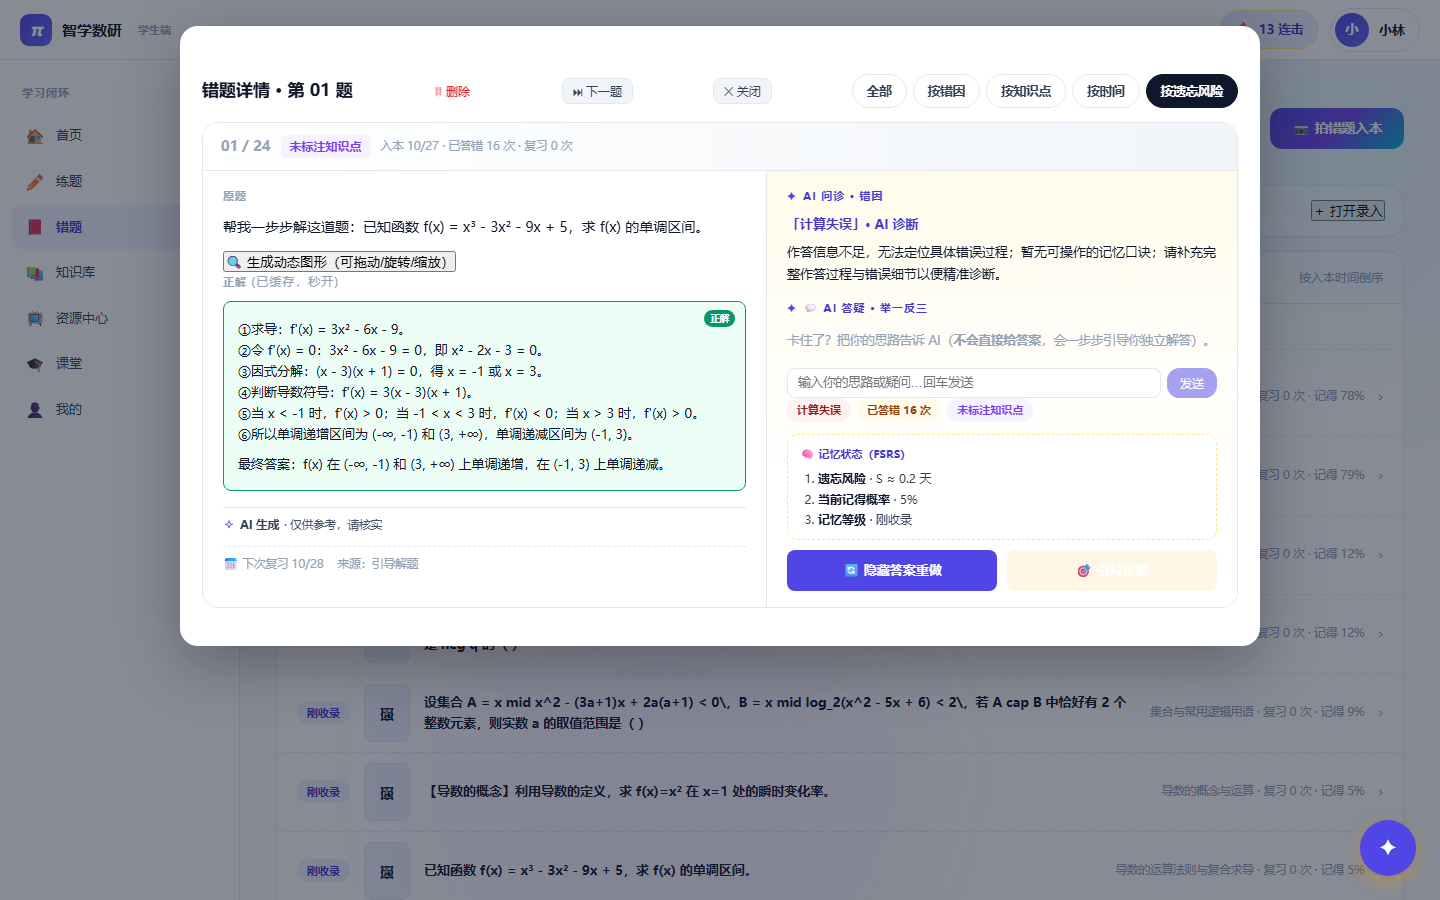 π 智学数研 学生端
13 连击
小 小林
学习闭环
首页
练题
错题
知识库
资源中心
课堂
我的
拍错题入本
+ 打开录入
按入本时间倒序
错题详情 • 第 01 题
删除
下一题
× 关闭
全部
按错因
按知识点
按时间
按遗忘风险
01 / 24 未标注知识点 入本 10/27 · 已答错 16 次 · 复习 0 次
原题
帮我一步步解这道题：已知函数 f(x) = x³ - 3x² - 9x + 5，求 f(x) 的单调区间。
生成动态图形（可拖动/旋转/缩放）
正解 (已缓存，秒开)
正解
①求导：f'(x) = 3x² - 6x - 9。
②令 f'(x) = 0：3x² - 6x - 9 = 0，即 x² - 2x - 3 = 0。
③因式分解：(x - 3)(x + 1) = 0，得 x = -1 或 x = 3。
④判断导数符号：f'(x) = 3(x - 3)(x + 1)。
⑤当 x < -1 时，f'(x) > 0；当 -1 < x < 3 时，f'(x) < 0；当 x > 3 时，f'(x) > 0。
⑥所以单调递增区间为 (-∞, -1) 和 (3, +∞)，单调递减区间为 (-1, 3)。
最终答案：f(x) 在 (-∞, -1) 和 (3, +∞) 上单调递增，在 (-1, 3) 上单调递减。
AI 生成 · 仅供参考，请核实
下次复习 10/28 来源：引导解题
AI 问诊 • 错因
「计算失误」• AI 诊断
作答信息不足，无法定位具体错误过程；暂无可操作的记忆口诀；请补充完
整作答过程与错误细节以便精准诊断。
AI 答疑 • 举一反三
卡住了？把你的思路告诉 AI（不会直接给答案，会一步步引导你独立解答）。
输入你的思路或疑问…回车发送
发送
计算失误 已答错 16 次 未标注知识点
记忆状态（FSRS）
1. 遗忘风险 · S ≈ 0.2 天
2. 当前记得概率 · 5%
3. 记忆等级 · 刚收录
隐藏答案重做
引导重解
复习 0 次 · 记得 78% ›
复习 0 次 · 记得 79% ›
复习 0 次 · 记得 12% ›
复习 0 次 · 记得 12% ›
是 neg q 的（ ）
刚收录
设集合 A = x mid x^2 - (3a+1)x + 2a(a+1) < 0\，B = x mid log_2(x^2 - 5x + 6) < 2\，若 A cap B 中恰好有 2 个
整数元素，则实数 a 的取值范围是（ ）
集合与常用逻辑用语 · 复习 0 次 · 记得 9% ›
刚收录
【导数的概念】利用导数的定义，求 f(x)=x² 在 x=1 处的瞬时变化率。
导数的概念与运算 · 复习 0 次 · 记得 5% ›
刚收录
已知函数 f(x) = x³ - 3x² - 9x + 5，求 f(x) 的单调区间。
导数的运算法则与复合求导 · 复习 0 次 · 记得 5%